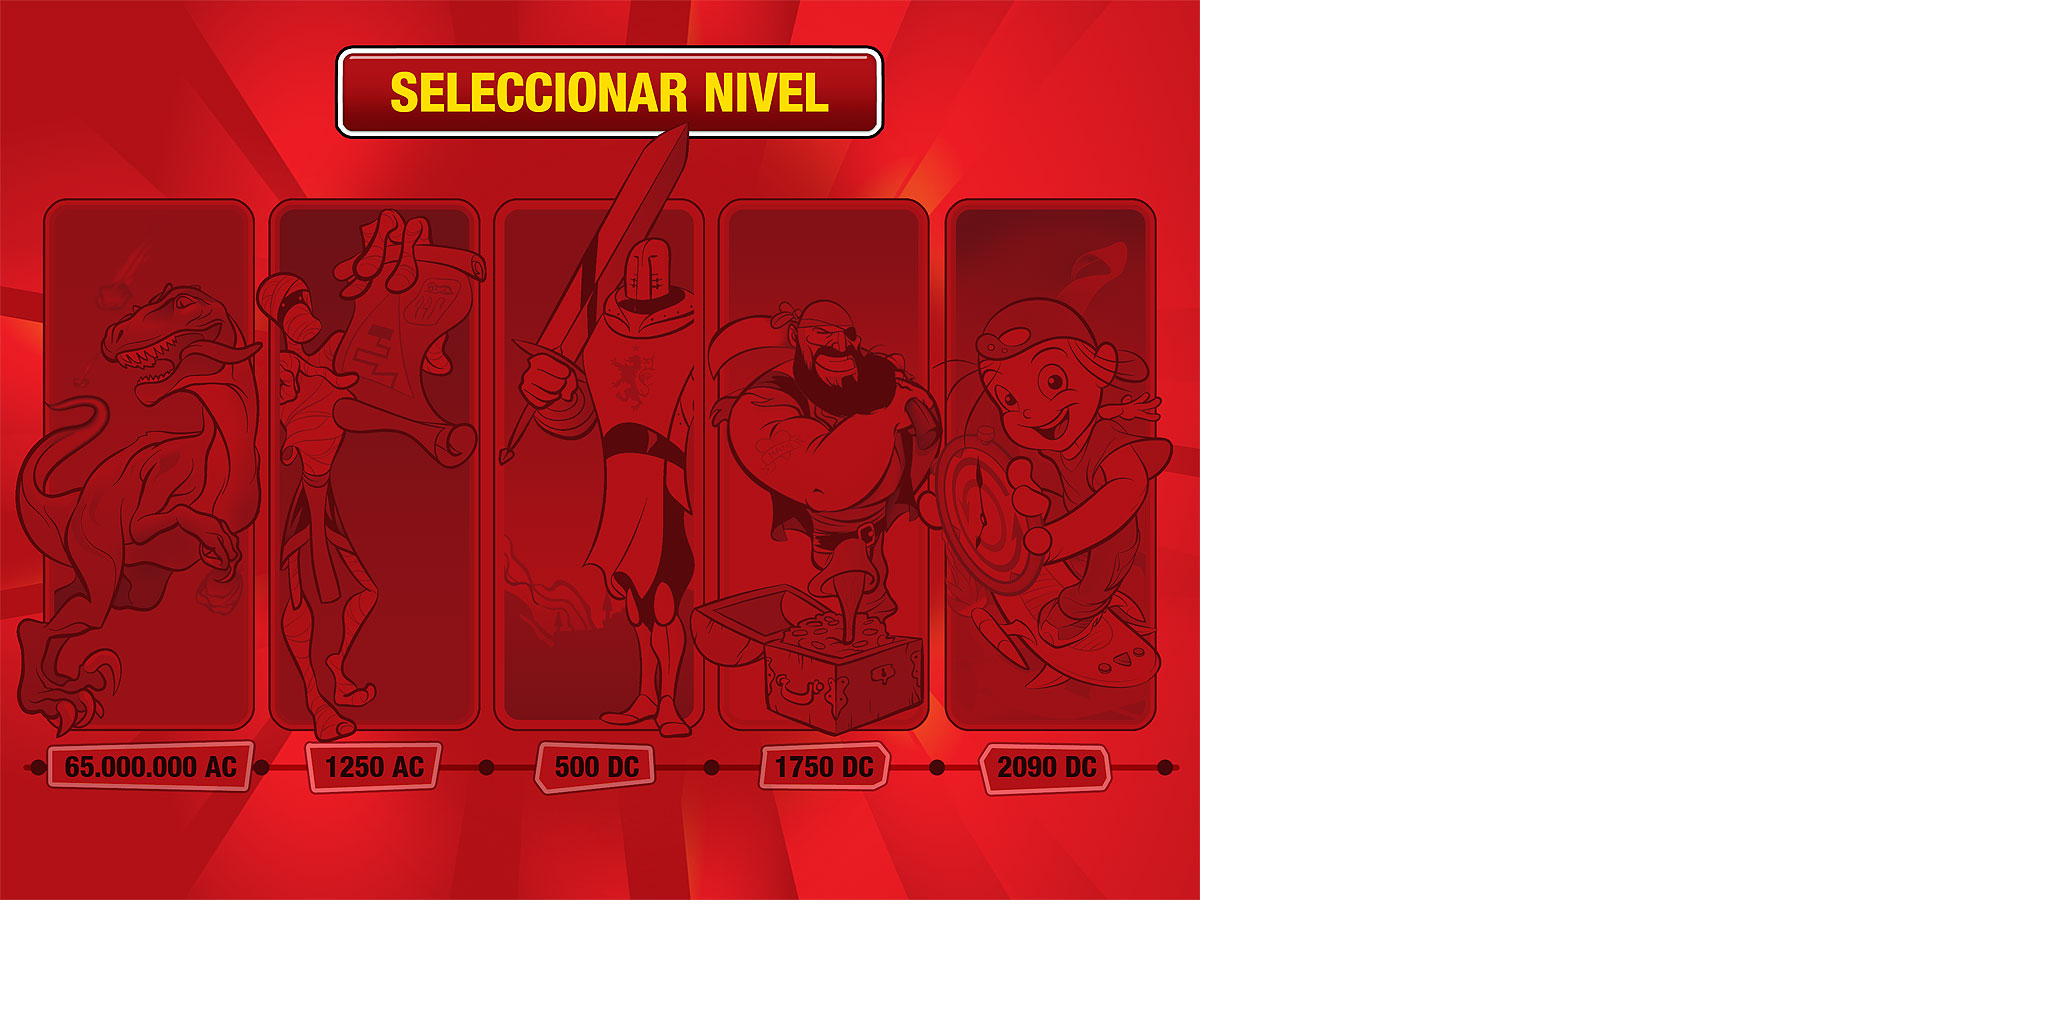 SELECCIONAR NIVEL
65.000.000 AC
1250 AC
500 DC
1750 DC
2090 DC